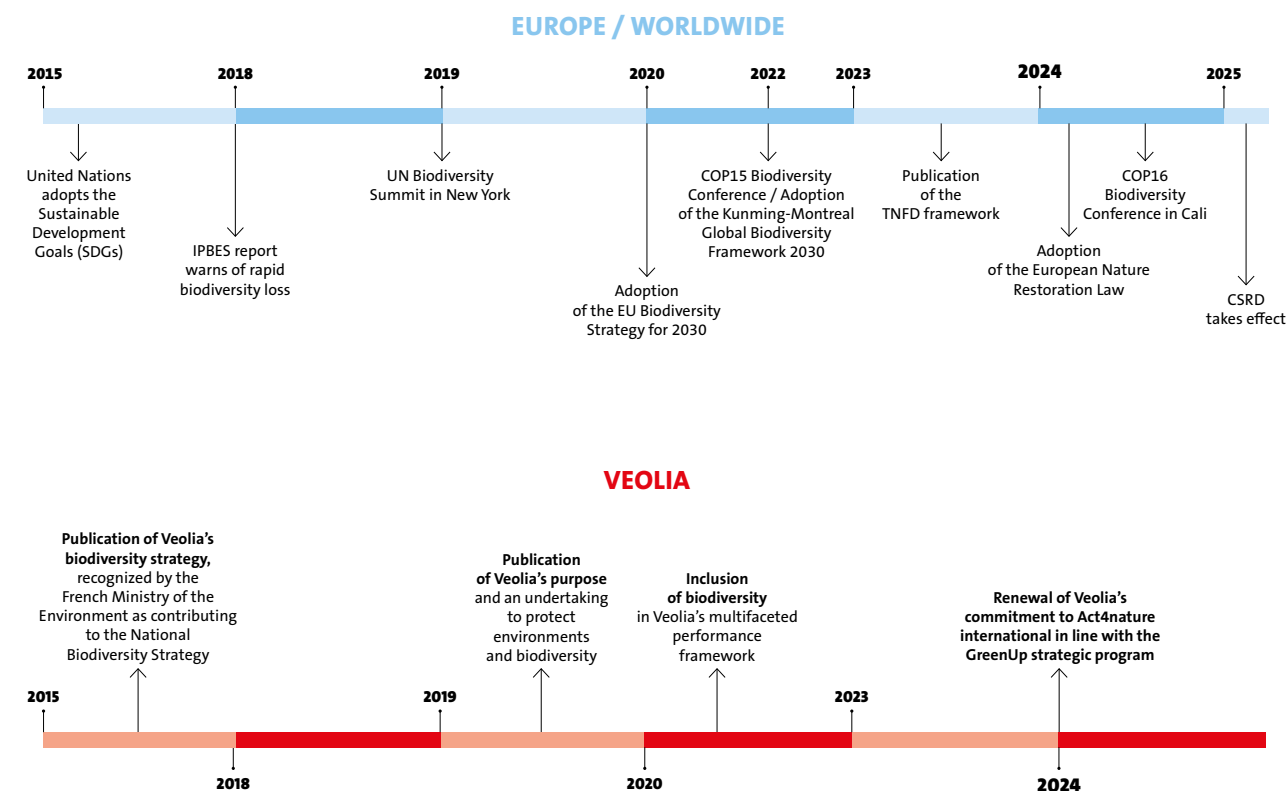 EUROPE / WORLDWIDE
2015
2018
2019
2020
2022
2023
2024
2025
United Nations
adopts the
Sustainable
Development
Goals (SDGs)
IPBES report
warns of rapid
biodiversity loss
UN Biodiversity
Summit in New York
Adoption
of the EU Biodiversity
Strategy for 2030
COP15 Biodiversity
Conference / Adoption
of the Kunming-Montreal
Global Biodiversity
Framework 2030
Publication
of the
TNFD framework
Adoption
of the European Nature
Restoration Law
COP16
Biodiversity
Conference in Cali
CSRD
takes effect
VEOLIA
Publication of Veolia’s
biodiversity strategy,
recognized by the
French Ministry of the
Environment as contributing
to the National
Biodiversity Strategy
Publication
of Veolia’s purpose
and an undertaking
to protect
environments
and biodiversity
Inclusion
of biodiversity
in Veolia’s multifaceted
performance
framework
Renewal of Veolia’s
commitment to Act4nature
international in line with the
GreenUp strategic program
2015
2019
2023
2018
2020
2024